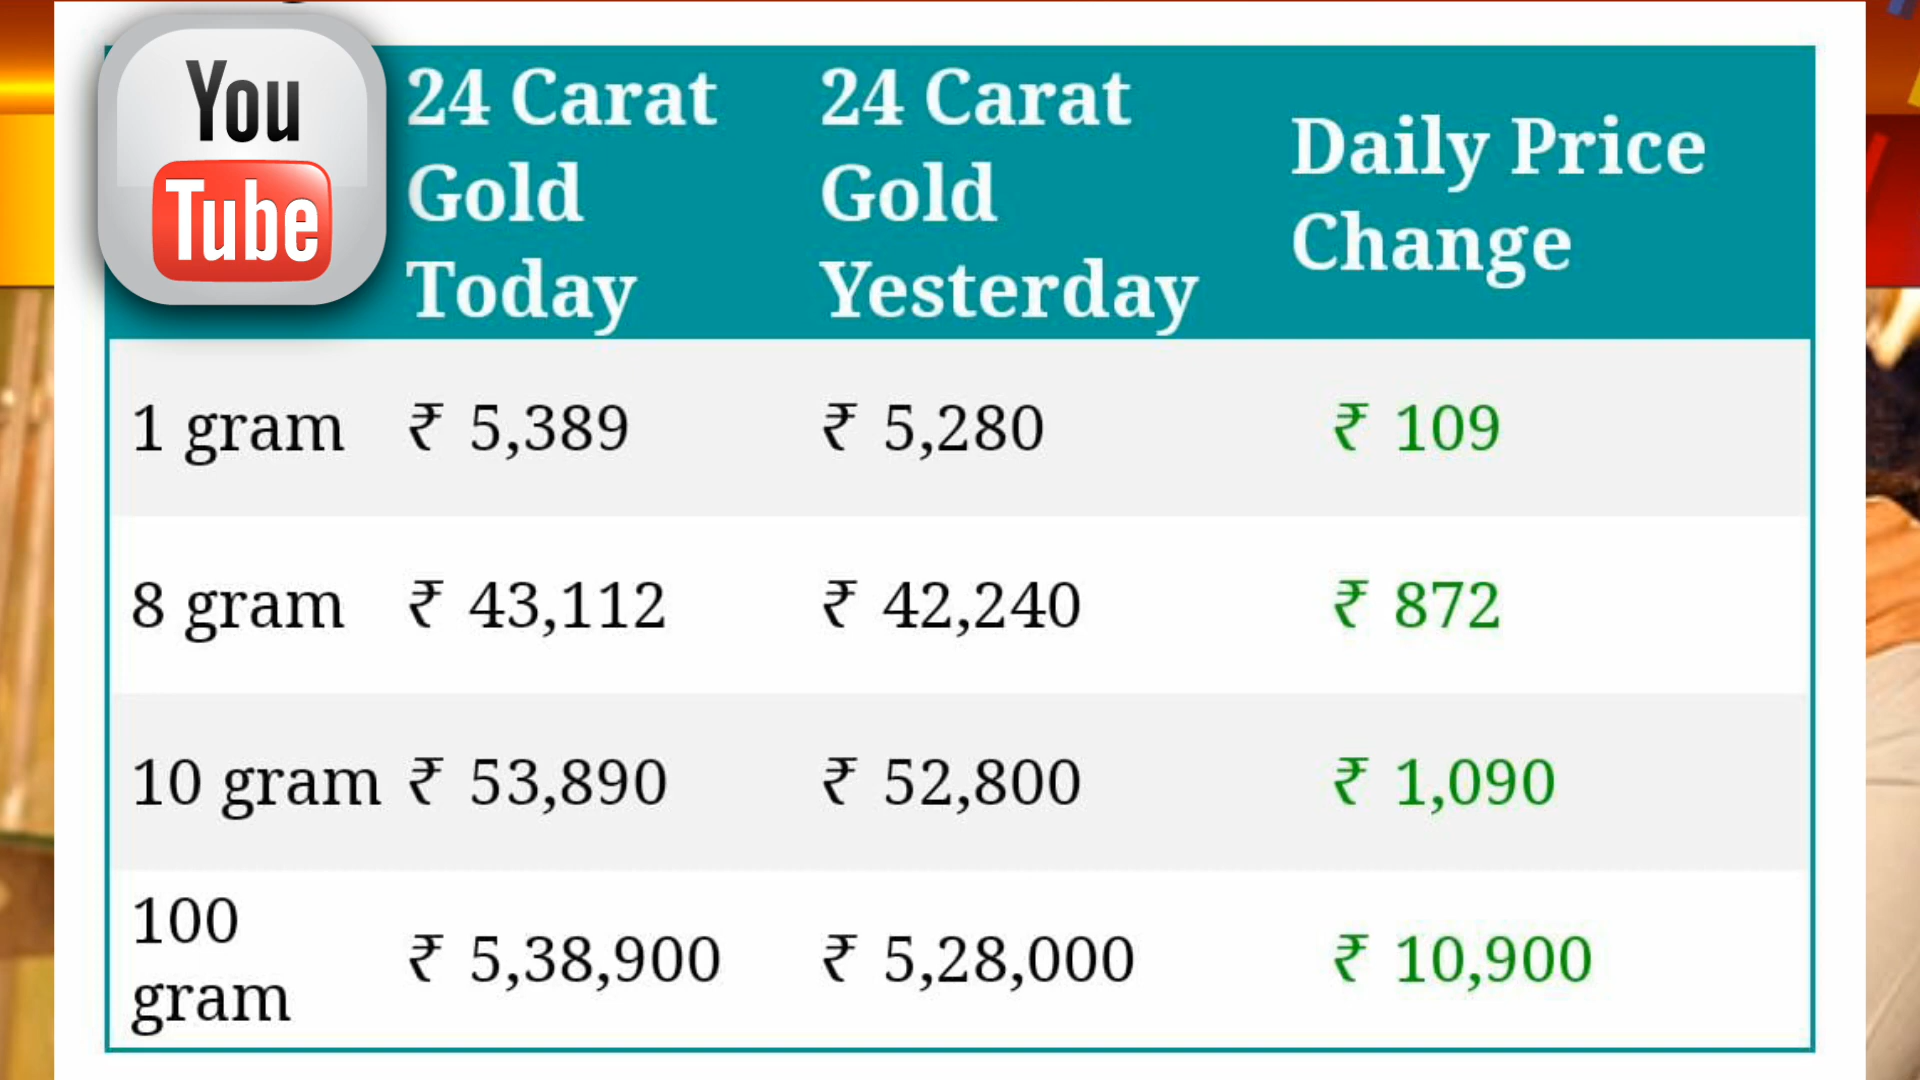 You
Tube
24 Carat
Gold
Today
24 Carat
Gold
Yesterday
Daily Price
Change
1 gram ₹ 5,389 ₹ 5,280 ₹ 109
8 gram ₹ 43,112 ₹ 42,240 ₹ 872
10 gram ₹ 53,890 ₹ 52,800 ₹ 1,090
100
gram ₹ 5,38,900 ₹ 5,28,000 ₹ 10,900